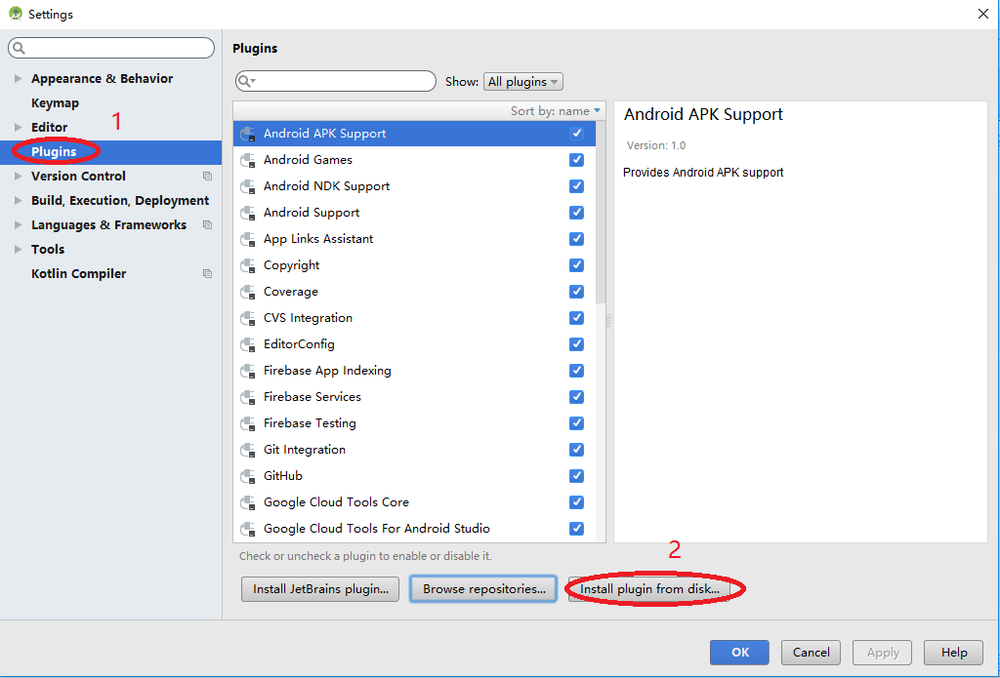 Settings
Plugins
Show: All plugins
Appearance & Behavior
Keymap
Editor
1
Plugins
Version Control
Build, Execution, Deployment
Languages & Frameworks
Tools
Kotlin Compiler
Sort by: name
Android APK Support
Android Games
Android NDK Support
Android Support
App Links Assistant
Copyright
Coverage
CVS Integration
EditorConfig
Firebase App Indexing
Firebase Services
Firebase Testing
Git Integration
GitHub
Google Cloud Tools Core
Google Cloud Tools For Android Studio
Android APK Support
Version: 1.0
Provides Android APK support
Check or uncheck a plugin to enable or disable it.
2
Install JetBrains plugin... Browse repositories... Install plugin from disk...
OK Cancel Apply Help